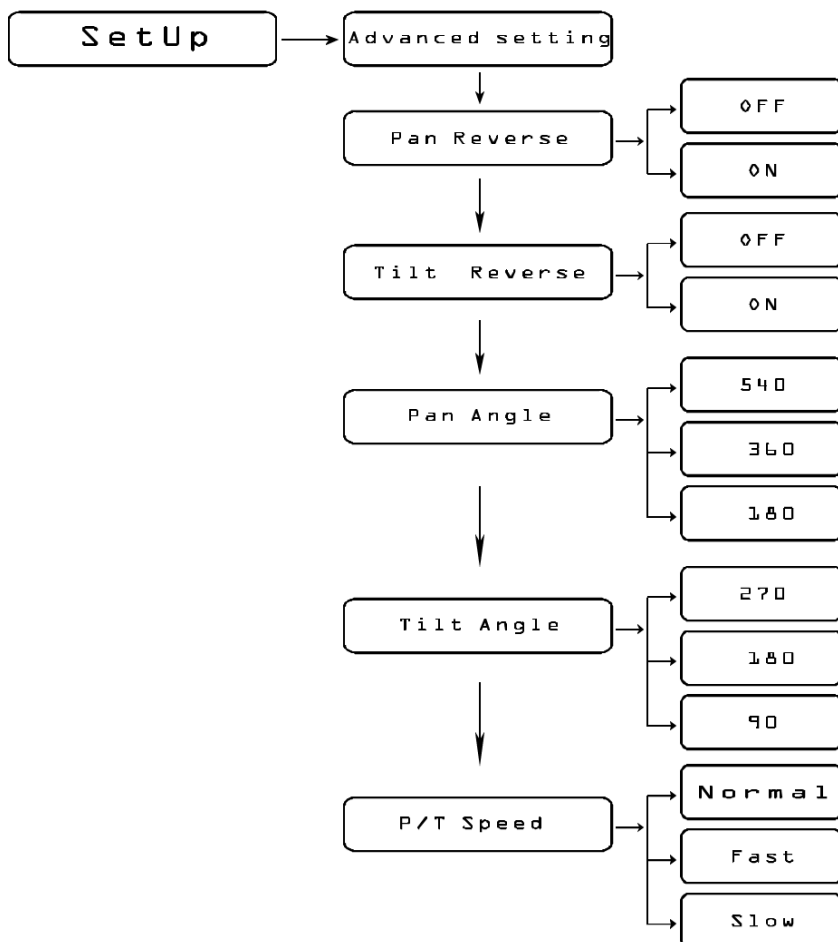 SetUp
Advanced setting
Pan Reverse
OFF
ON
Tilt Reverse
OFF
ON
Pan Angle
540
360
180
Tilt Angle
270
180
90
P/T Speed
Normal
Fast
Slow